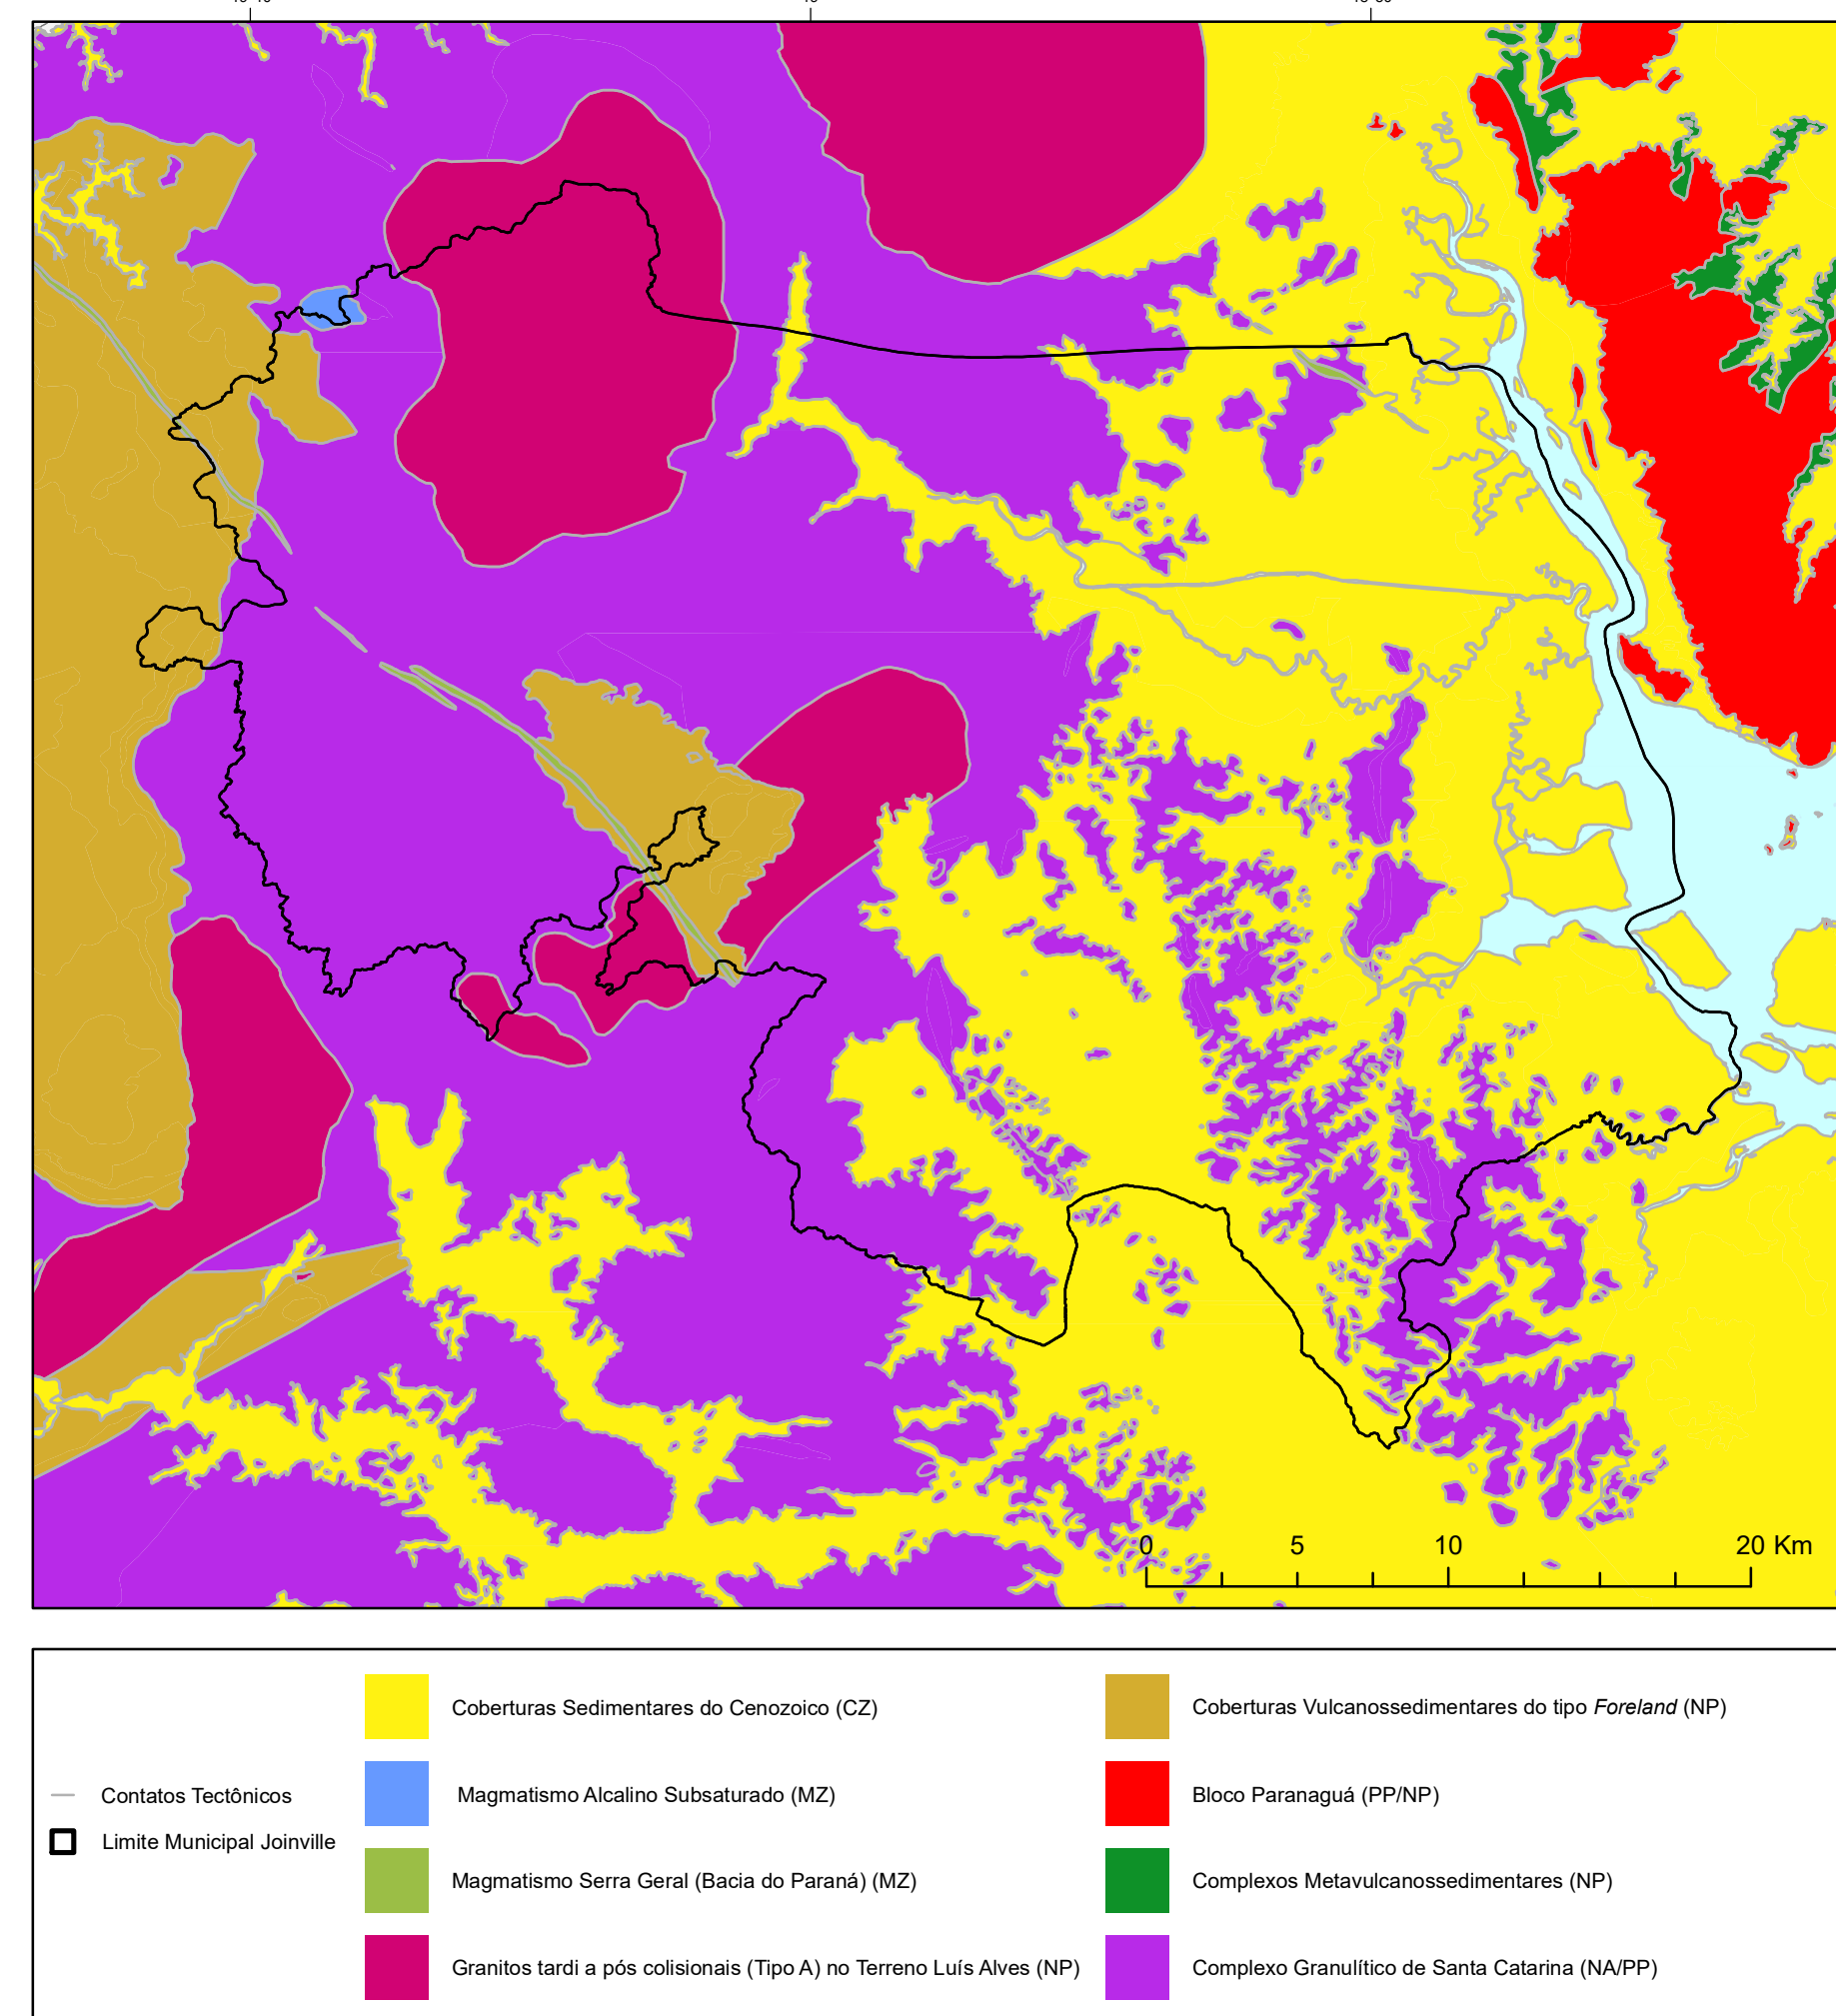 0 5 10 20 Km
Coberturas Sedimentares do Cenozoico (CZ)
Coberturas Vulcanossedimentares do tipo Foreland (NP)
Contatos Tectônicos
Magmatismo Alcalino Subsaturado (MZ)
Bloco Paranaguá (PP/NP)
Limite Municipal Joinville
Magmatismo Serra Geral (Bacia do Paraná) (MZ)
Complexos Metavulcanossedimentares (NP)
Granitos tardi a pós colisionais (Tipo A) no Terreno Luís Alves (NP)
Complexo Granulítico de Santa Catarina (NA/PP)